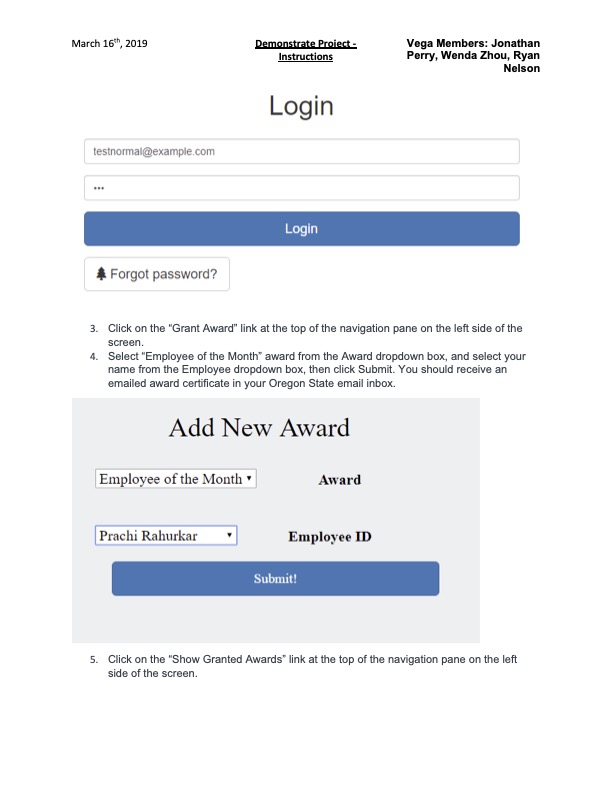 March 16th, 2019
Demonstrate Project -
Instructions
Vega Members: Jonathan
Perry, Wenda Zhou, Ryan
Nelson
Login
testnormal@example.com
•••
Login
Forgot password?
3. Click on the “Grant Award” link at the top of the navigation pane on the left side of the
screen.
4. Select “Employee of the Month” award from the Award dropdown box, and select your
name from the Employee dropdown box, then click Submit. You should receive an
emailed award certificate in your Oregon State email inbox.
Add New Award
Employee of the Month Award
Prachi Rahurkar Employee ID
Submit!
5. Click on the “Show Granted Awards” link at the top of the navigation pane on the left
side of the screen.